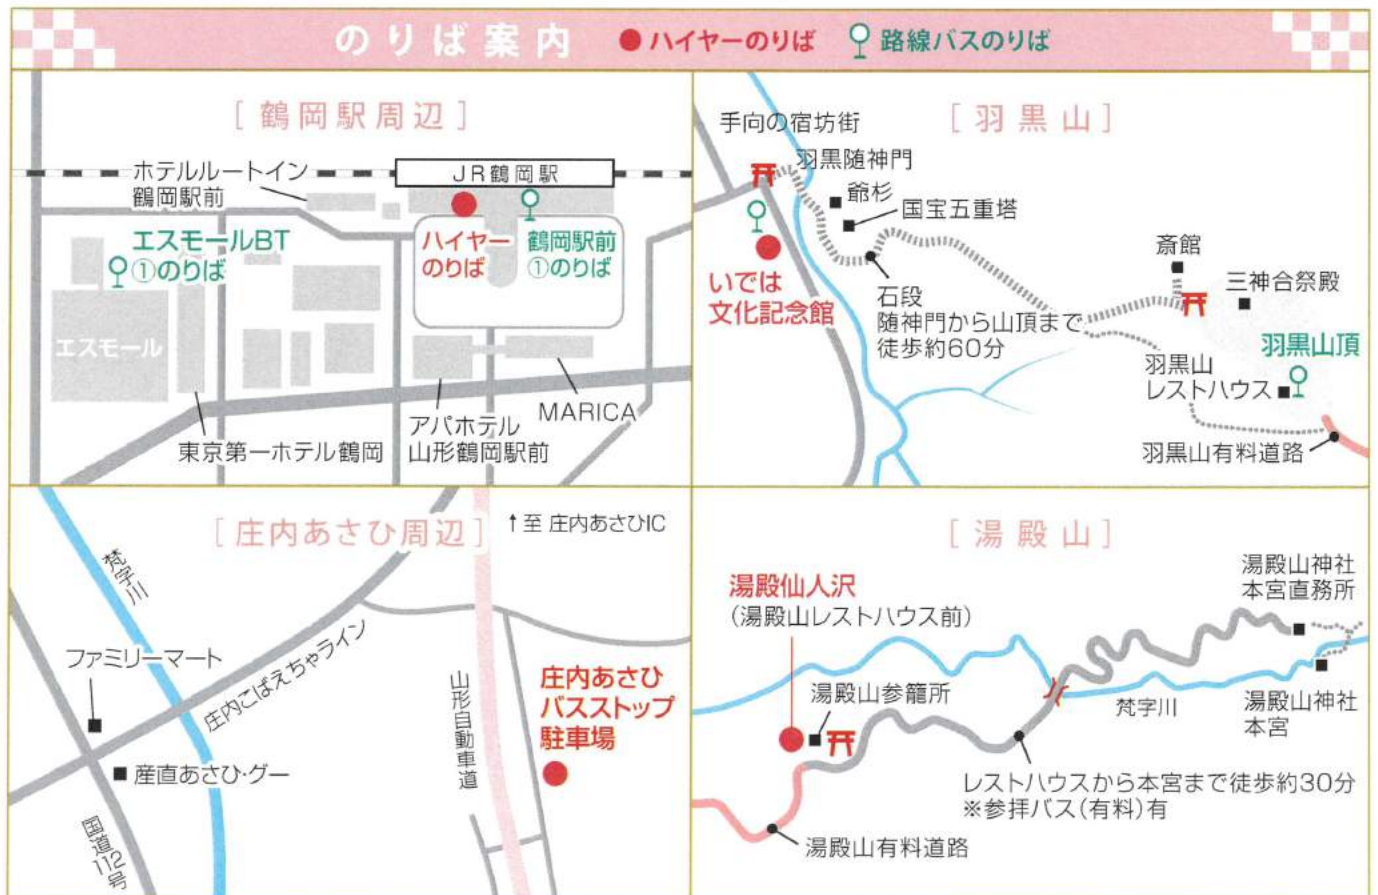 のりば案内 ●ハイヤーのりば 路線バスのりば
[鶴岡駅周辺]
ホテルルートイン
鶴岡駅前
JR鶴岡駅
エスモールBT
①のりば
ハイヤー
のりば
鶴岡駅前
①のりば
エスモール
東京第一ホテル鶴岡
アパホテル
山形鶴岡駅前
MARICA
[羽黒山]
手向の宿坊街
羽黒随神門
爺杉
国宝五重塔
いでは
文化記念館
石段
随神門から山頂まで
徒歩約60分
斎館
三神合祭殿
羽黒山頂
羽黒山
レストハウス
羽黒山有料道路
[庄内あさひ周辺]
↑至 庄内あさひIC
梵字川
ファミリーマート
庄内こばえちゃライン
山形自動車道
庄内あさひ
バスストップ
駐車場
産直あさひ・グー
国道112号
[湯殿山]
湯殿仙人沢
(湯殿山レストハウス前)
湯殿山神社
本宮直務所
湯殿山参籠所
梵字川
湯殿山神社
本宮
レストハウスから本宮まで徒歩約30分
※参拝バス(有料)有
湯殿山有料道路